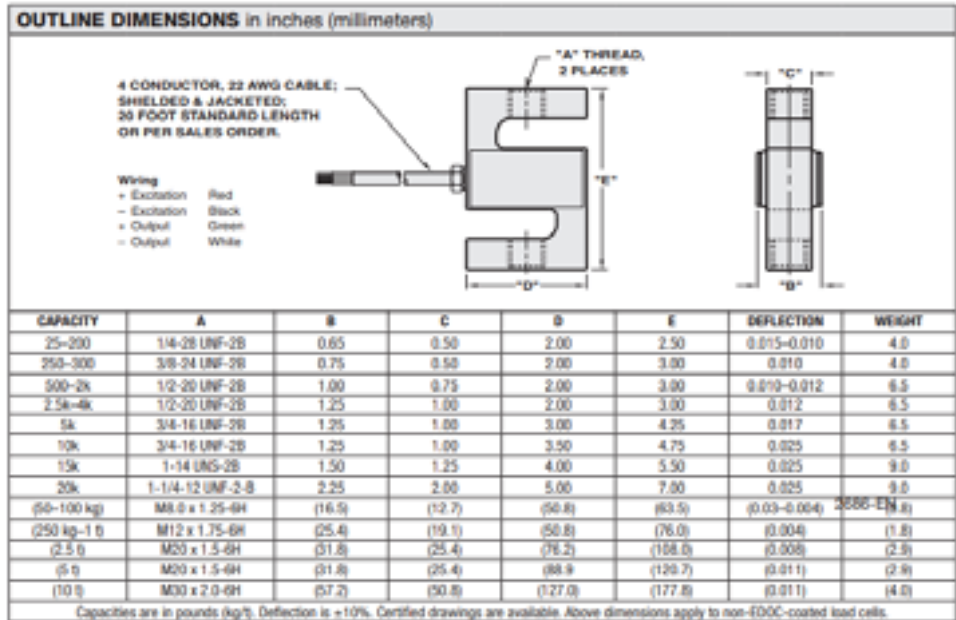 OUTLINE DIMENSIONS in inches (millimeters)
"A" THREAD,
2 PLACES
"C"
4 CONDUCTOR, 22 AWG CABLE;
SHIELDED & JACKETED;
20 FOOT STANDARD LENGTH
OR PER SALES ORDER.
"E"
Wiring
+ Excitation Red
– Excitation Black
+ Output Green
– Output White
"D"
"B"
CAPACITY A B C D E DEFLECTION WEIGHT
25–200 1/4-28 UNF-2B 0.65 0.50 2.00 2.50 0.015–0.010 4.0
250–300 3/8-24 UNF-2B 0.75 0.50 2.00 3.00 0.010 4.0
500–2k 1/2-20 UNF-2B 1.00 0.75 2.00 3.00 0.010–0.012 6.5
2.5k–4k 1/2-20 UNF-2B 1.25 1.00 2.00 3.00 0.012 6.5
5k 3/4-16 UNF-2B 1.25 1.00 3.00 4.25 0.017 6.5
10k 3/4-16 UNF-2B 1.25 1.00 3.50 4.75 0.025 6.5
15k 1-14 UNS-2B 1.50 1.25 4.00 5.50 0.025 9.0
20k 1-1/4-12 UNF-2-B 2.25 2.00 5.00 7.00 0.025 9.0
(50–100 kg) M8.0 x 1.25-6H (16.5) (12.7) (50.8) (63.5) (0.03–0.004) 2686-EN
(250 kg–1 t) M12 x 1.75-6H (25.4) (19.1) (50.8) (76.0) (0.004) (1.8)
(2.5 t) M20 x 1.5-6H (31.8) (25.4) (76.2) (108.0) (0.008) (2.9)
(5 t) M20 x 1.5-6H (31.8) (25.4) (88.9 (120.7) (0.011) (2.9)
(10 t) M30 x 2.0-6H (57.2) (50.8) (127.0) (177.8) (0.011) (4.0)
Capacities are in pounds (kg/t). Deflection is ±10%. Certified drawings are available. Above dimensions apply to non-EDOC-coated load cells.